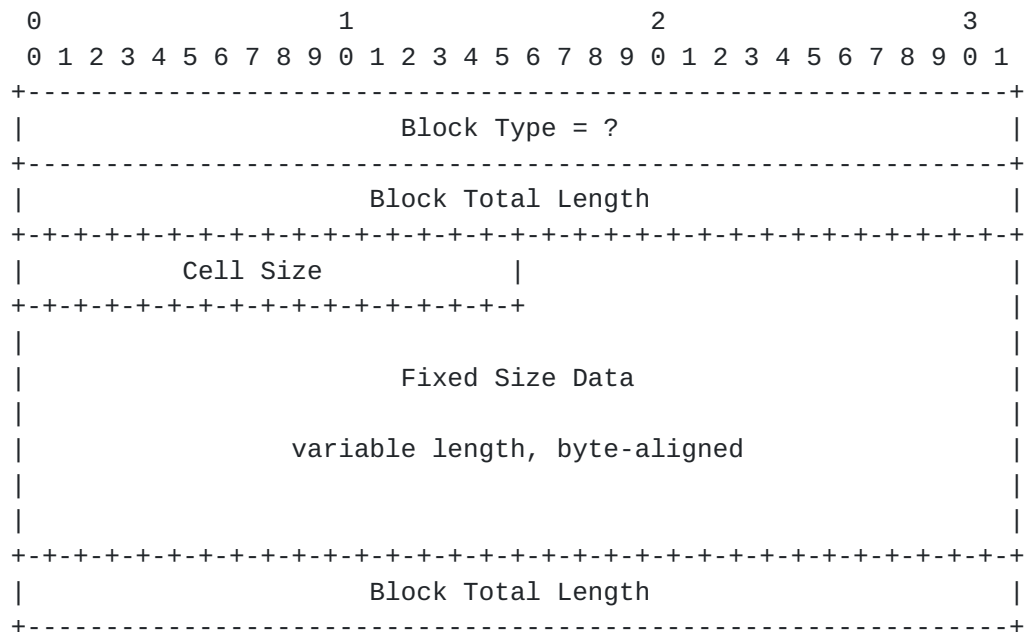 0                   1                   2                   3
 0 1 2 3 4 5 6 7 8 9 0 1 2 3 4 5 6 7 8 9 0 1 2 3 4 5 6 7 8 9 0 1
+---------------------------------------------------------------+
|                        Block Type = ?                         |
+---------------------------------------------------------------+
|                      Block Total Length                       |
+-+-+-+-+-+-+-+-+-+-+-+-+-+-+-+-+-+-+-+-+-+-+-+-+-+-+-+-+-+-+-+-+
|          Cell Size            |                               |
+-+-+-+-+-+-+-+-+-+-+-+-+-+-+-+-+                               |
|                                                               |
|                        Fixed Size Data                        |
|                                                               |
|                 variable length, byte-aligned                 |
|                                                               |
|                                                               |
+-+-+-+-+-+-+-+-+-+-+-+-+-+-+-+-+-+-+-+-+-+-+-+-+-+-+-+-+-+-+-+-+
|                      Block Total Length                       |
+---------------------------------------------------------------+